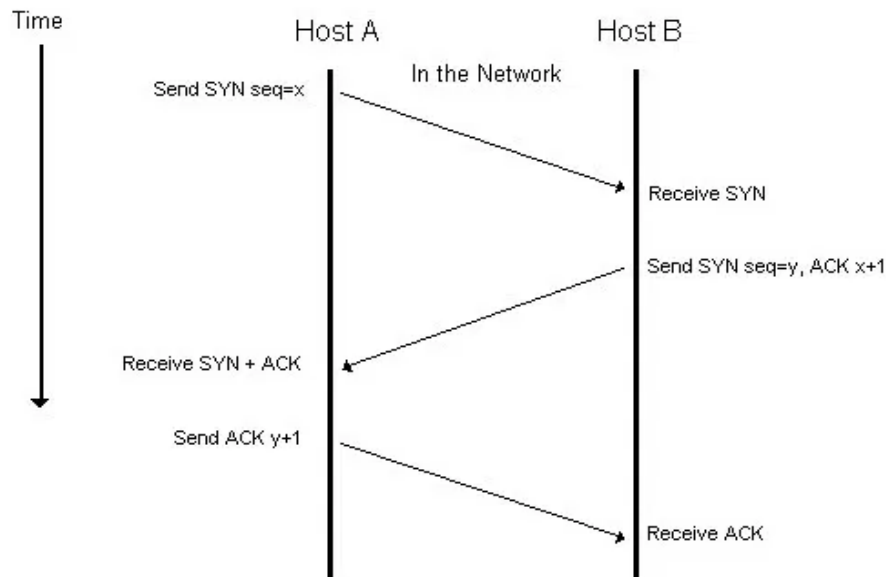 Time
Host A
Host B
In the Network
Send SYN seq=x
Receive SYN
Send SYN seq=y, ACK x+1
Receive SYN + ACK
Send ACK y+1
Receive ACK